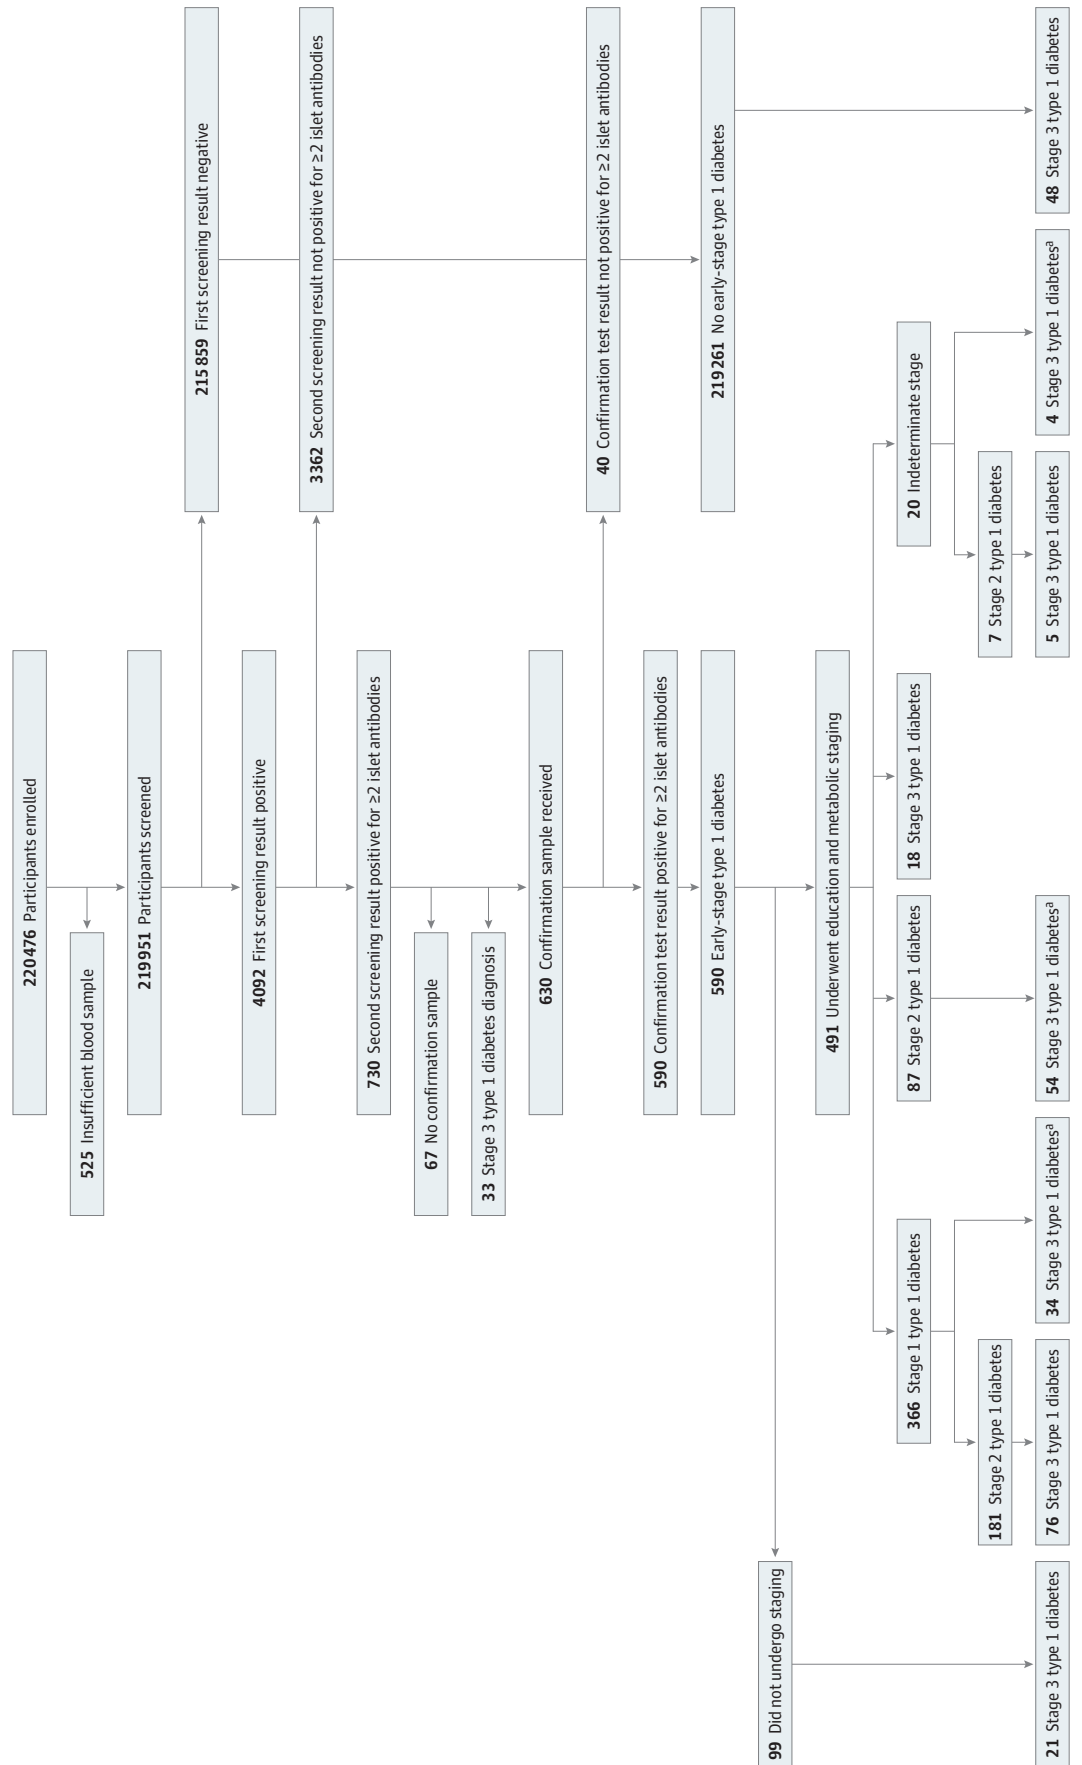 220 476 Participants enrolled
525 Insufficient blood sample
219 951 Participants screened
215 859 First screening result negative
4092 First screening result positive
3362 Second screening result not positive for ≥2 islet antibodies
730 Second screening result positive for ≥2 islet antibodies
67 No confirmation sample
33 Stage 3 type 1 diabetes diagnosis
630 Confirmation sample received
40 Confirmation test result not positive for ≥2 islet antibodies
590 Confirmation test result positive for ≥2 islet antibodies
590 Early-stage type 1 diabetes
219 261 No early-stage type 1 diabetes
99 Did not undergo staging
491 Underwent education and metabolic staging
366 Stage 1 type 1 diabetes
87 Stage 2 type 1 diabetes
18 Stage 3 type 1 diabetes
20 Indeterminate stage
181 Stage 2 type 1 diabetes
7 Stage 2 type 1 diabetes
21 Stage 3 type 1 diabetes
76 Stage 3 type 1 diabetes
34 Stage 3 type 1 diabetesᵃ
54 Stage 3 type 1 diabetesᵃ
5 Stage 3 type 1 diabetes
4 Stage 3 type 1 diabetesᵃ
48 Stage 3 type 1 diabetes